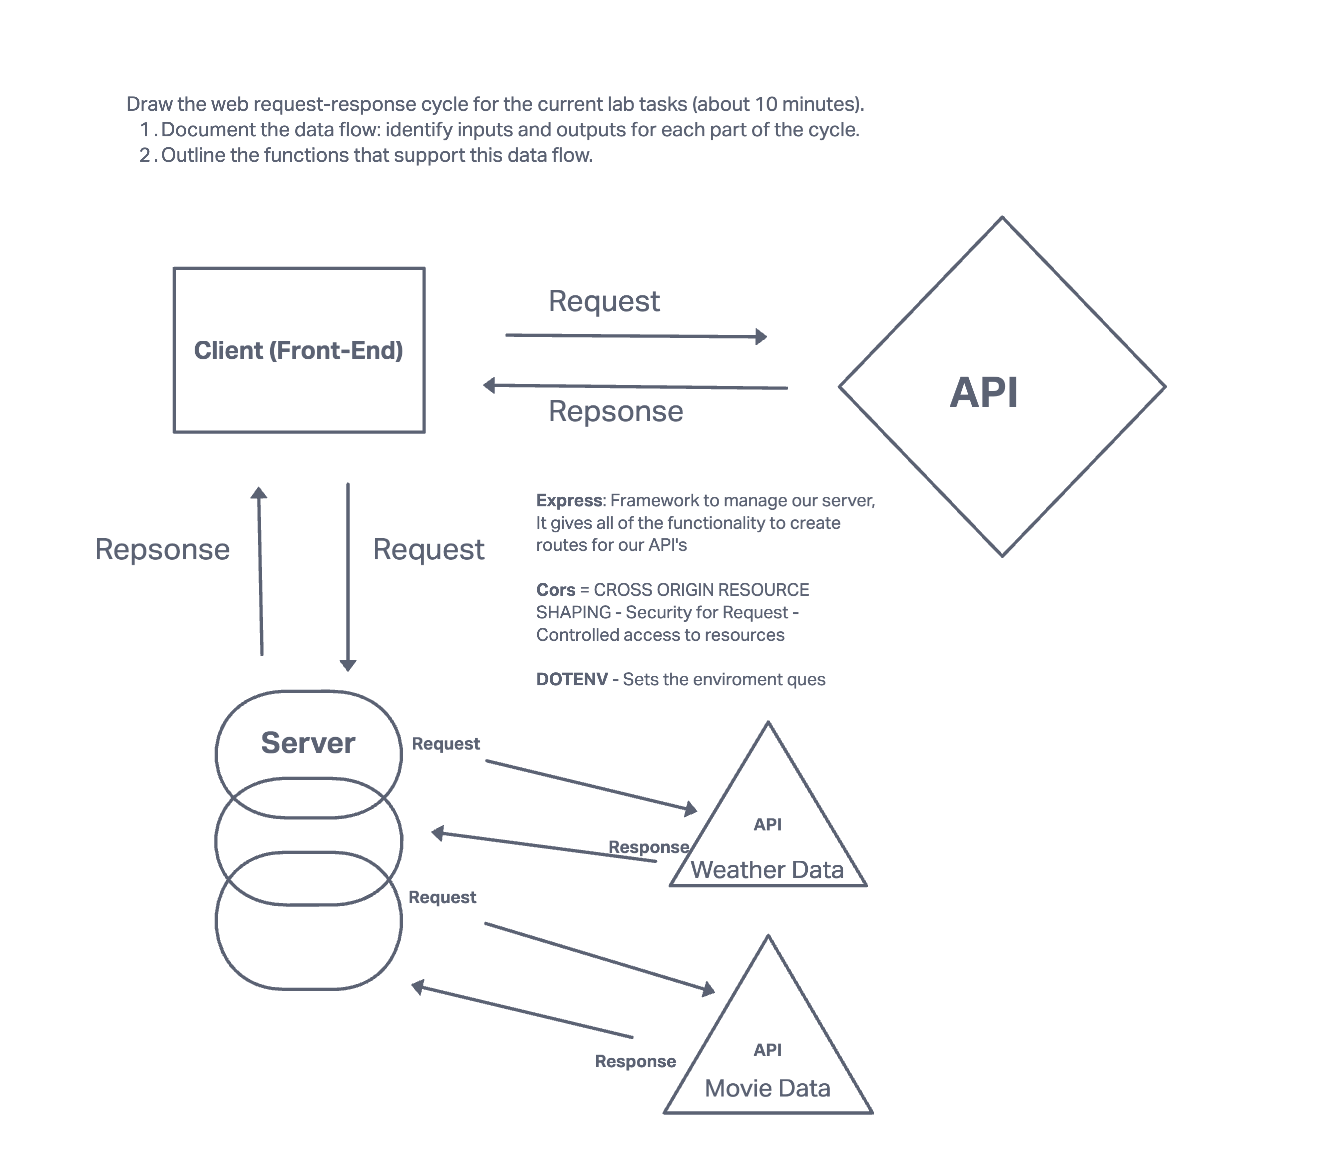 Draw the web request-response cycle for the current lab tasks (about 10 minutes).
1. Document the data flow: identify inputs and outputs for each part of the cycle.
2. Outline the functions that support this data flow.
Request
Client (Front-End)
API
Repsonse
Express: Framework to manage our server,
It gives all of the functionality to create
routes for our API's
Repsonse
Request
Cors = CROSS ORIGIN RESOURCE
SHAPING - Security for Request -
Controlled access to resources
DOTENV - Sets the enviroment ques
Server
Request
API
Response
Weather Data
Request
API
Response
Movie Data